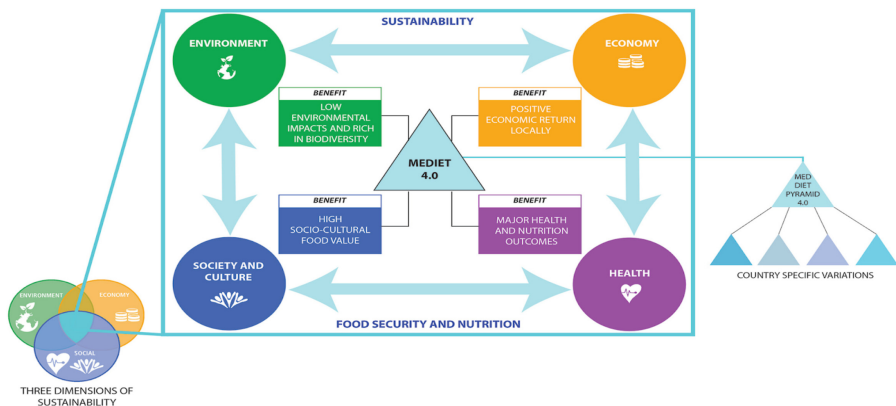 SUSTAINABILITY
ENVIRONMENT
ECONOMY
BENEFIT
LOW
ENVIRONMENTAL
IMPACTS AND RICH
IN BIODIVERSITY
BENEFIT
POSITIVE
ECONOMIC RETURN
LOCALLY
MEDIET
4.0
BENEFIT
HIGH
SOCIO-CULTURAL
FOOD VALUE
BENEFIT
MAJOR HEALTH
AND NUTRITION
OUTCOMES
SOCIETY AND
CULTURE
HEALTH
FOOD SECURITY AND NUTRITION
MED
DIET
PYRAMID
4.0
COUNTRY SPECIFIC VARIATIONS
ENVIRONMENT
ECONOMY
SOCIAL
THREE DIMENSIONS OF
SUSTAINABILITY